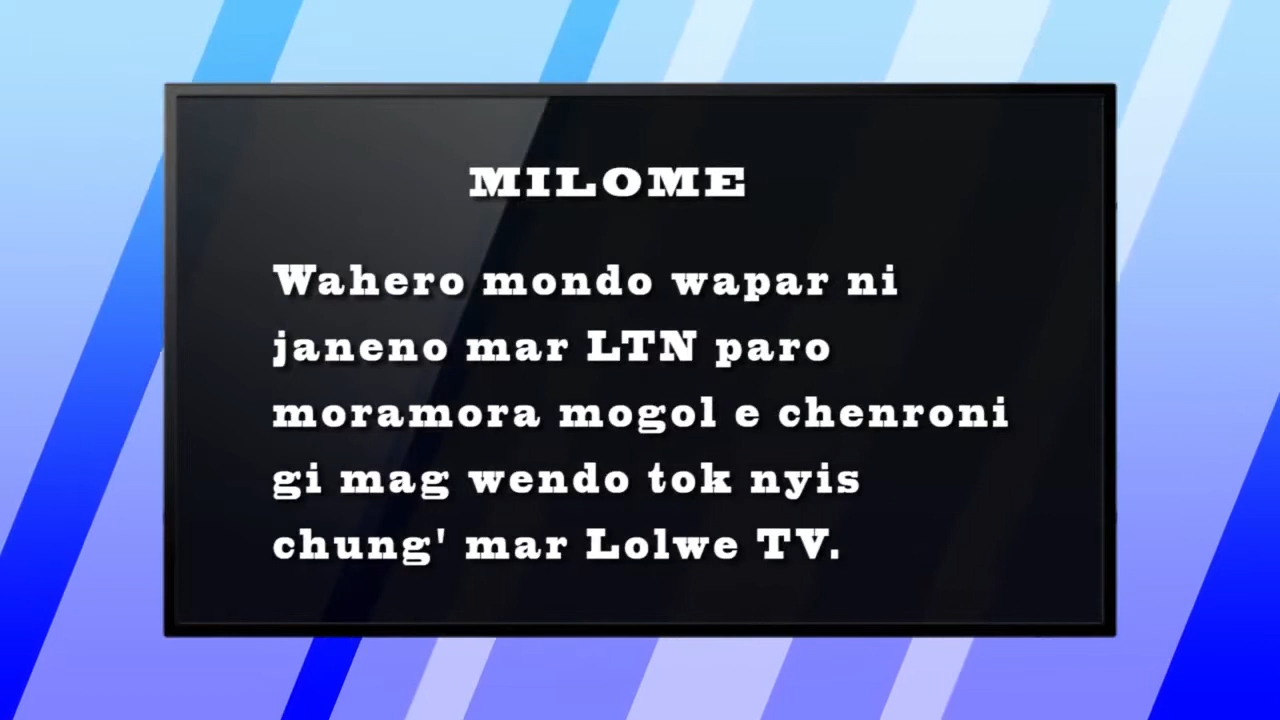 MILOME
Wahero mondo wapar ni
janeno mar LTN paro
moramora mogol e chenroni
gi mag wendo tok nyis
chung' mar Lolwe TV.